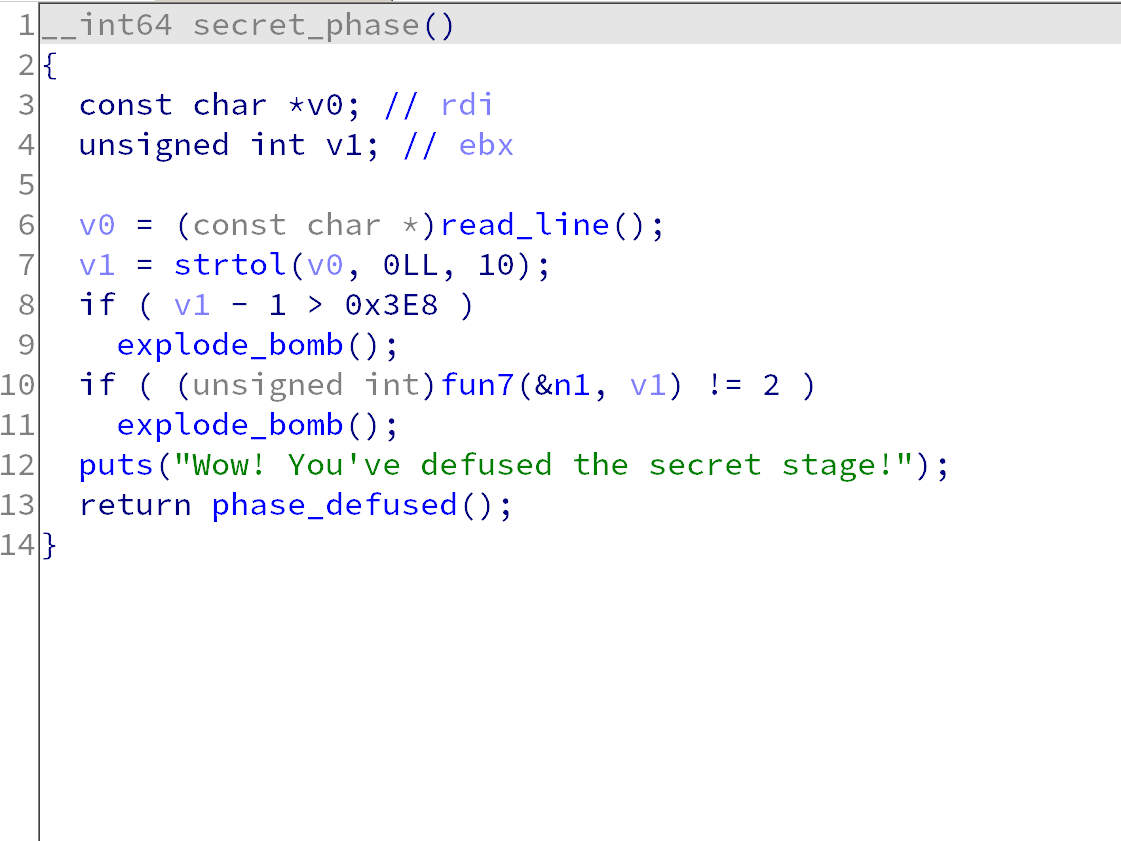 1 __int64 secret_phase()
2 {
3   const char *v0; // rdi
4   unsigned int v1; // ebx
5
6   v0 = (const char *)read_line();
7   v1 = strtol(v0, 0LL, 10);
8   if ( v1 - 1 > 0x3E8 )
9     explode_bomb();
10   if ( (unsigned int)fun7(&n1, v1) != 2 )
11     explode_bomb();
12   puts("Wow! You've defused the secret stage!");
13   return phase_defused();
14 }